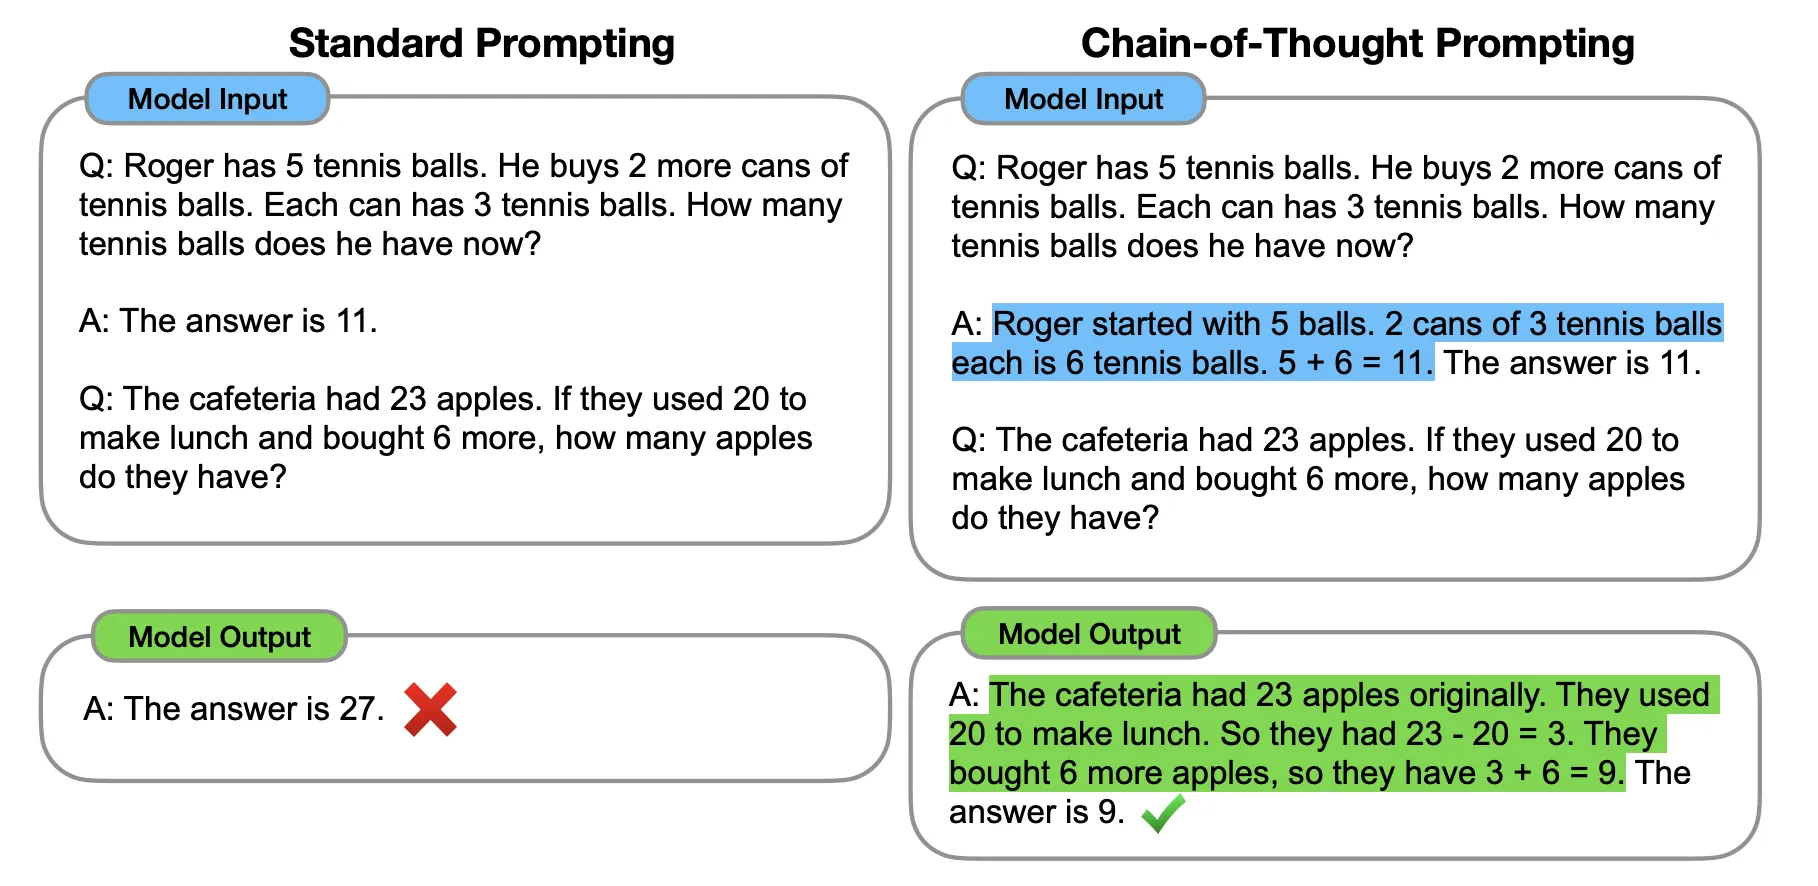 Standard Prompting
Model Input
Q: Roger has 5 tennis balls. He buys 2 more cans of
tennis balls. Each can has 3 tennis balls. How many
tennis balls does he have now?
A: The answer is 11.
Q: The cafeteria had 23 apples. If they used 20 to
make lunch and bought 6 more, how many apples
do they have?
Model Output
A: The answer is 27.
Chain-of-Thought Prompting
Model Input
Q: Roger has 5 tennis balls. He buys 2 more cans of
tennis balls. Each can has 3 tennis balls. How many
tennis balls does he have now?
A: Roger started with 5 balls. 2 cans of 3 tennis balls
each is 6 tennis balls. 5 + 6 = 11. The answer is 11.
Q: The cafeteria had 23 apples. If they used 20 to
make lunch and bought 6 more, how many apples
do they have?
Model Output
A: The cafeteria had 23 apples originally. They used
20 to make lunch. So they had 23 - 20 = 3. They
bought 6 more apples, so they have 3 + 6 = 9. The
answer is 9.